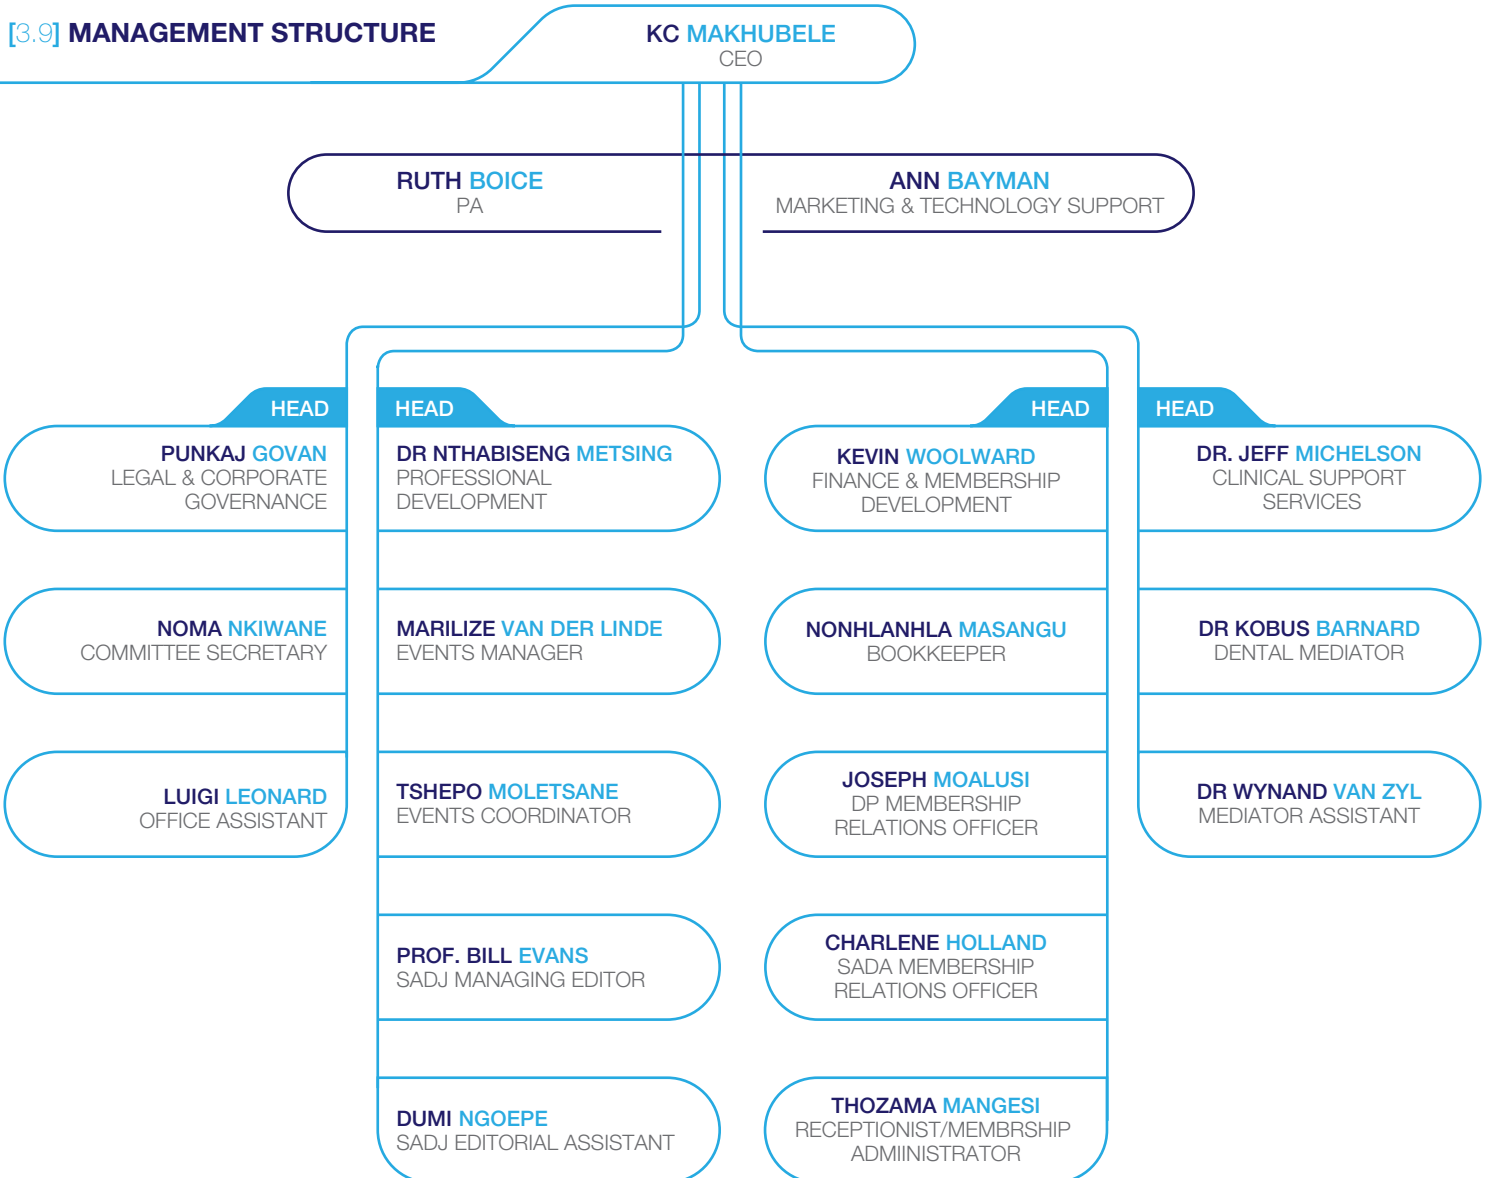 [3.9] MANAGEMENT STRUCTURE
KC MAKHUBELE
CEO
RUTH BOICE
PA
ANN BAYMAN
MARKETING & TECHNOLOGY SUPPORT
HEAD
PUNKAJ GOVAN
LEGAL & CORPORATE
GOVERNANCE
NOMA NKIWANE
COMMITTEE SECRETARY
LUIGI LEONARD
OFFICE ASSISTANT
HEAD
DR NTHABISENG METSING
PROFESSIONAL
DEVELOPMENT
MARILIZE VAN DER LINDE
EVENTS MANAGER
TSHEPO MOLETSANE
EVENTS COORDINATOR
PROF. BILL EVANS
SADJ MANAGING EDITOR
DUMI NGOEPE
SADJ EDITORIAL ASSISTANT
HEAD
KEVIN WOOLWARD
FINANCE & MEMBERSHIP
DEVELOPMENT
NONHLANHLA MASANGU
BOOKKEEPER
JOSEPH MOALUSI
DP MEMBERSHIP
RELATIONS OFFICER
CHARLENE HOLLAND
SADA MEMBERSHIP
RELATIONS OFFICER
THOZAMA MANGESI
RECEPTIONIST/MEMBRSHIP
ADMIINISTRATOR
HEAD
DR. JEFF MICHELSON
CLINICAL SUPPORT
SERVICES
DR KOBUS BARNARD
DENTAL MEDIATOR
DR WYNAND VAN ZYL
MEDIATOR ASSISTANT